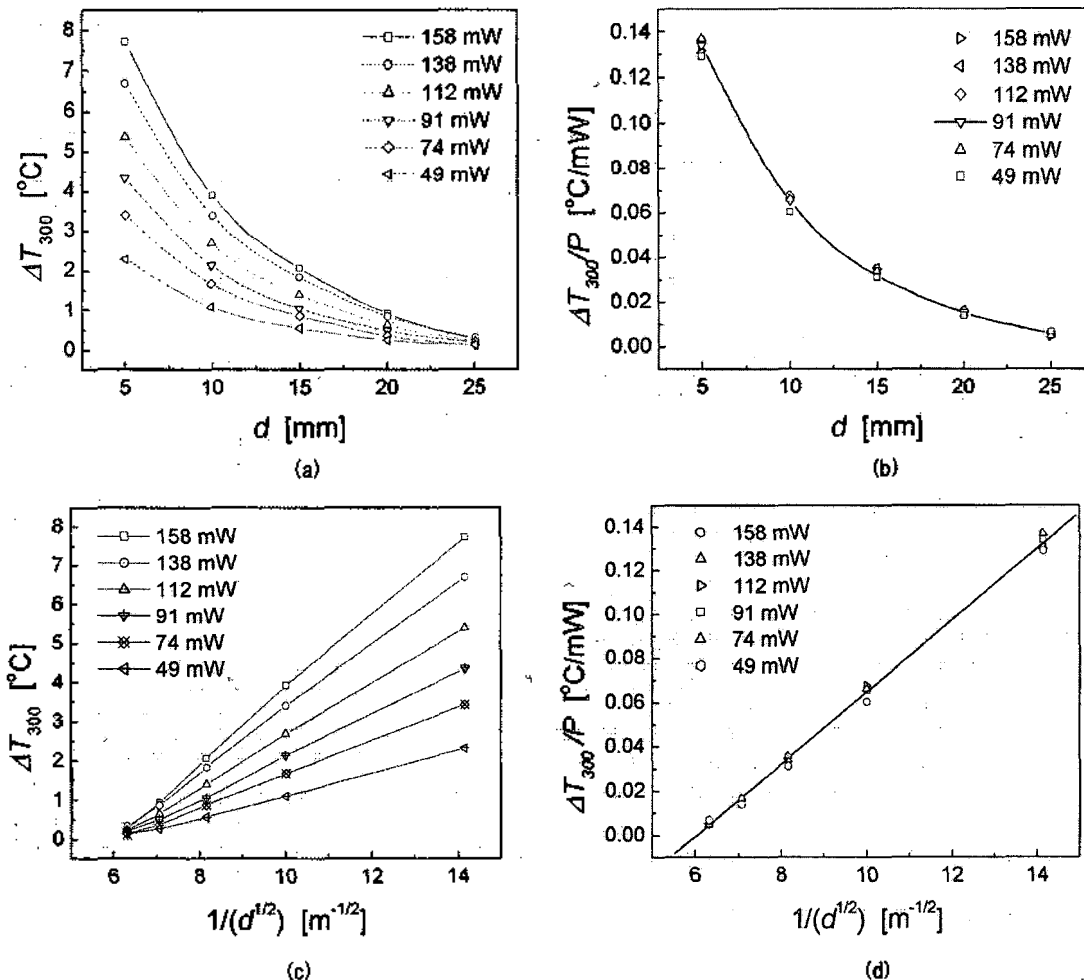 8
7
6
5
4
3
2
1
0
ΔT300 [°C]
158 mW
138 mW
112 mW
91 mW
74 mW
49 mW
5 10 15 20 25
d [mm]
(a)
0.14
0.12
0.10
0.08
0.06
0.04
0.02
0.00
ΔT300/P [°C/mW]
158 mW
138 mW
112 mW
91 mW
74 mW
49 mW
5 10 15 20 25
d [mm]
(b)
8
7
6
5
4
3
2
1
0
ΔT300 [°C]
158 mW
138 mW
112 mW
91 mW
74 mW
49 mW
6 8 10 12 14
1/(d^1/2) [m^-1/2]
(c)
0.14
0.12
0.10
0.08
0.06
0.04
0.02
0.00
ΔT300/P [°C/mW]
158 mW
138 mW
112 mW
91 mW
74 mW
49 mW
6 8 10 12 14
1/(d^1/2) [m^-1/2]
(d)